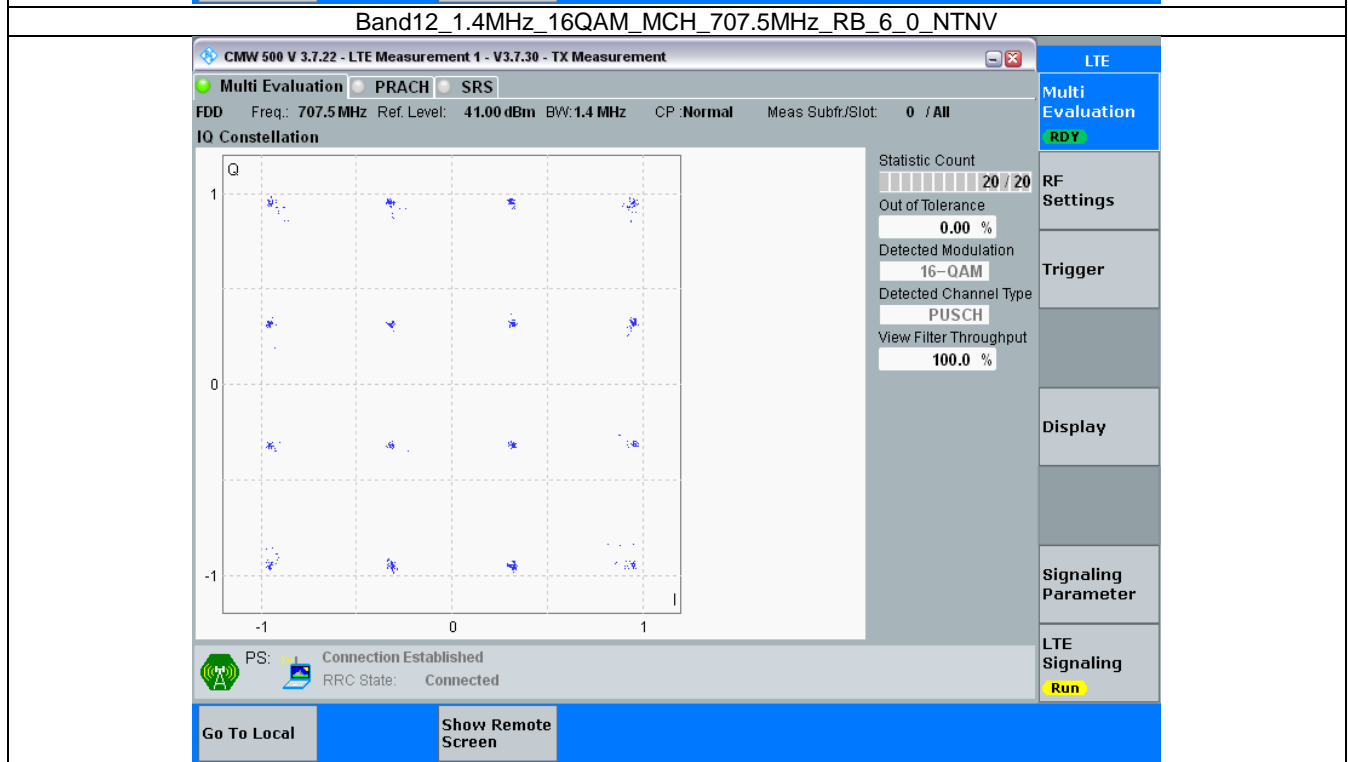 Band12_1.4MHz_16QAM_MCH_707.5MHz_RB_6_0_NTNV
CMW 500 V 3.7.22 - LTE Measurement 1 - V3.7.30 - TX Measurement
LTE
Multi Evaluation PRACH SRS
Multi
Evaluation
RDY
FDD Freq.: 707.5 MHz Ref. Level: 41.00 dBm BW: 1.4 MHz CP :Normal Meas Subfr./Slot: 0 / All
IQ Constellation
Q
1
0
-1
I
-1 0 1
Statistic Count
20 / 20
Out of Tolerance
0.00 %
Detected Modulation
16-QAM
Detected Channel Type
PUSCH
View Filter Throughput
100.0 %
RF
Settings
Trigger
Display
Signaling
Parameter
LTE
Signaling
Run
PS: Connection Established
RRC State: Connected
Go To Local
Show Remote
Screen